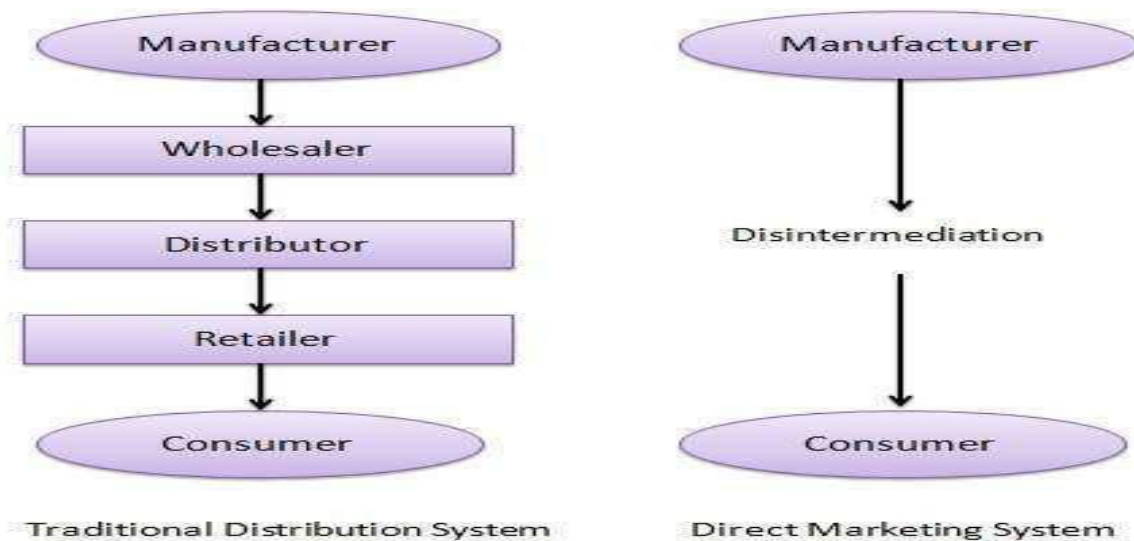 Manufacturer
Wholesaler
Distributor
Retailer
Consumer
Traditional Distribution System
Manufacturer
Disintermediation
Consumer
Direct Marketing System